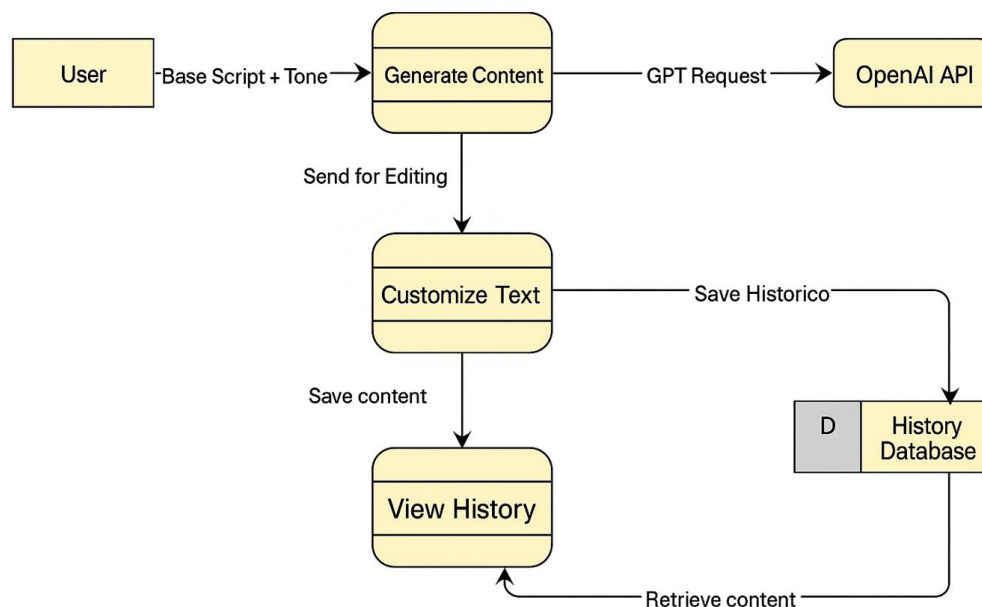 User
Base Script + Tone
Generate Content
GPT Request
OpenAI API
Send for Editing
Customize Text
Save Historico
Save content
D
History
Database
View History
Retrieve content